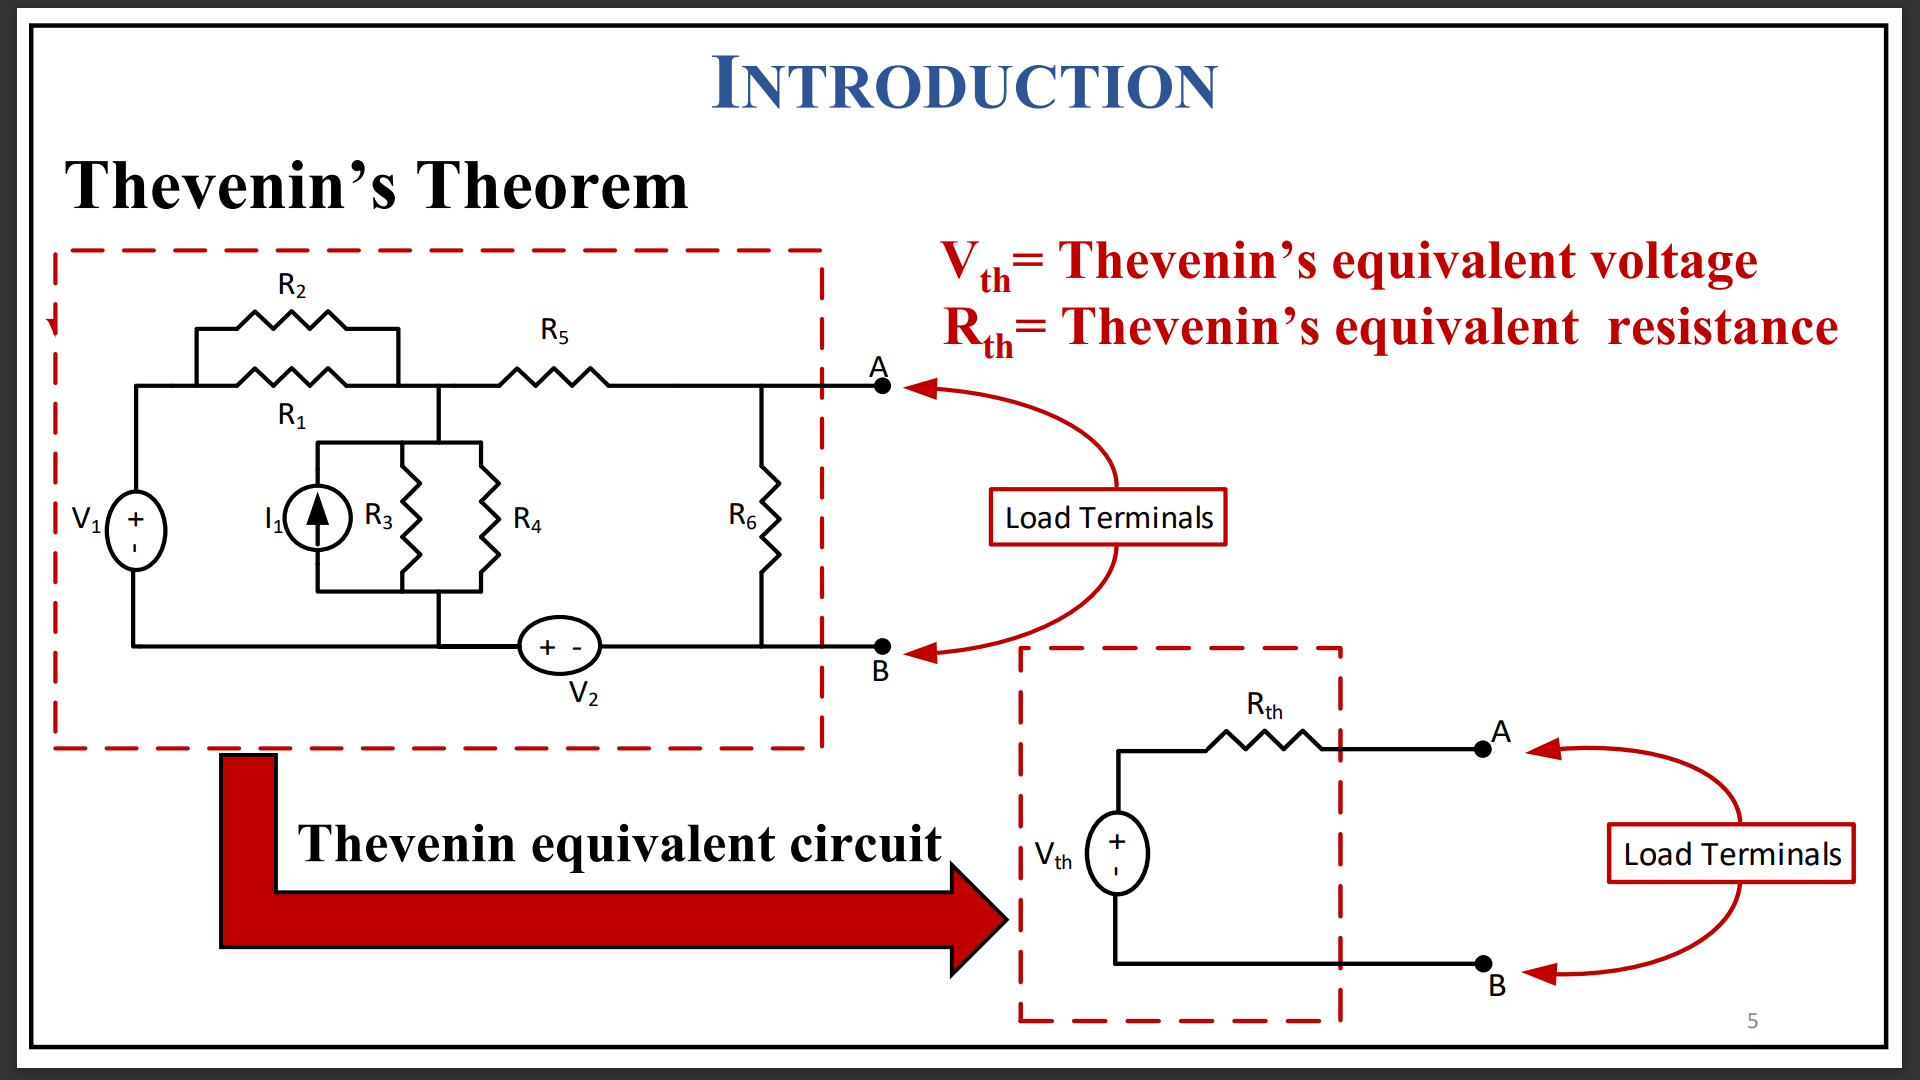 INTRODUCTION
Thevenin’s Theorem
Vth= Thevenin’s equivalent voltage
Rth= Thevenin’s equivalent resistance
R2
R5
A
R1
V1
+
-
I1
R3
R4
R6
Load Terminals
+ -
V2
B
Rth
A
Thevenin equivalent circuit
Vth
+
-
Load Terminals
B
5